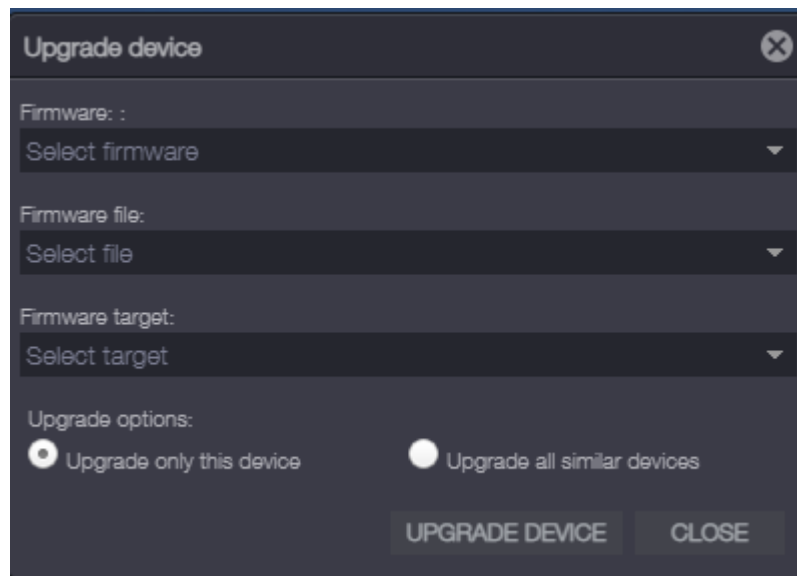 Upgrade device
Firmware: :
Select firmware
Firmware file:
Select file
Firmware target:
Select target
Upgrade options:
Upgrade only this device Upgrade all similar devices
UPGRADE DEVICE CLOSE